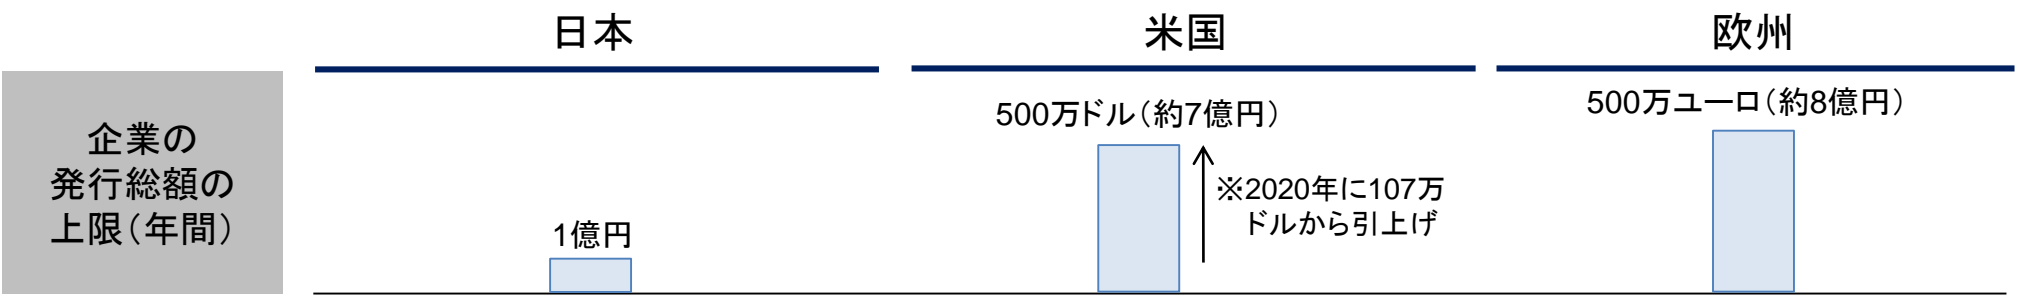 日本
米国
欧州
企業の
発行総額の
上限（年間）
1億円
500万ドル（約7億円）
※2020年に107万
ドルから引上げ
500万ユーロ（約8億円）